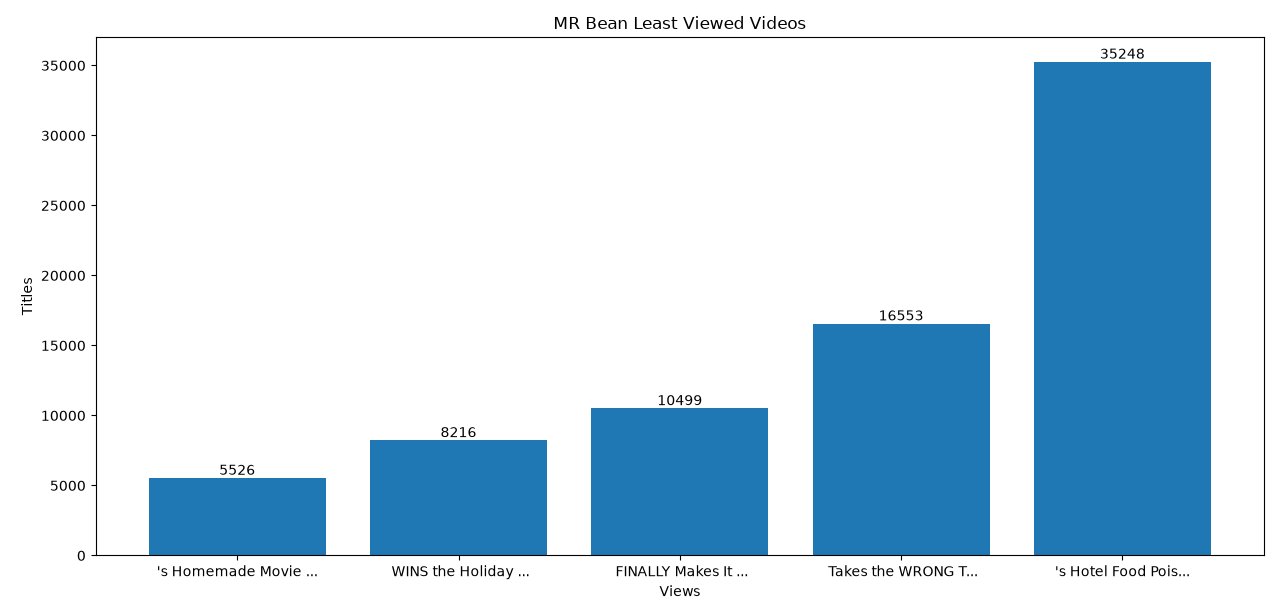 MR Bean Least Viewed Videos
35000
30000
25000
20000
15000
10000
5000
0
Titles
5526
8216
10499
16553
35248
's Homemade Movie ...
WINS the Holiday ...
FINALLY Makes It ...
Takes the WRONG T...
's Hotel Food Pois...
Views